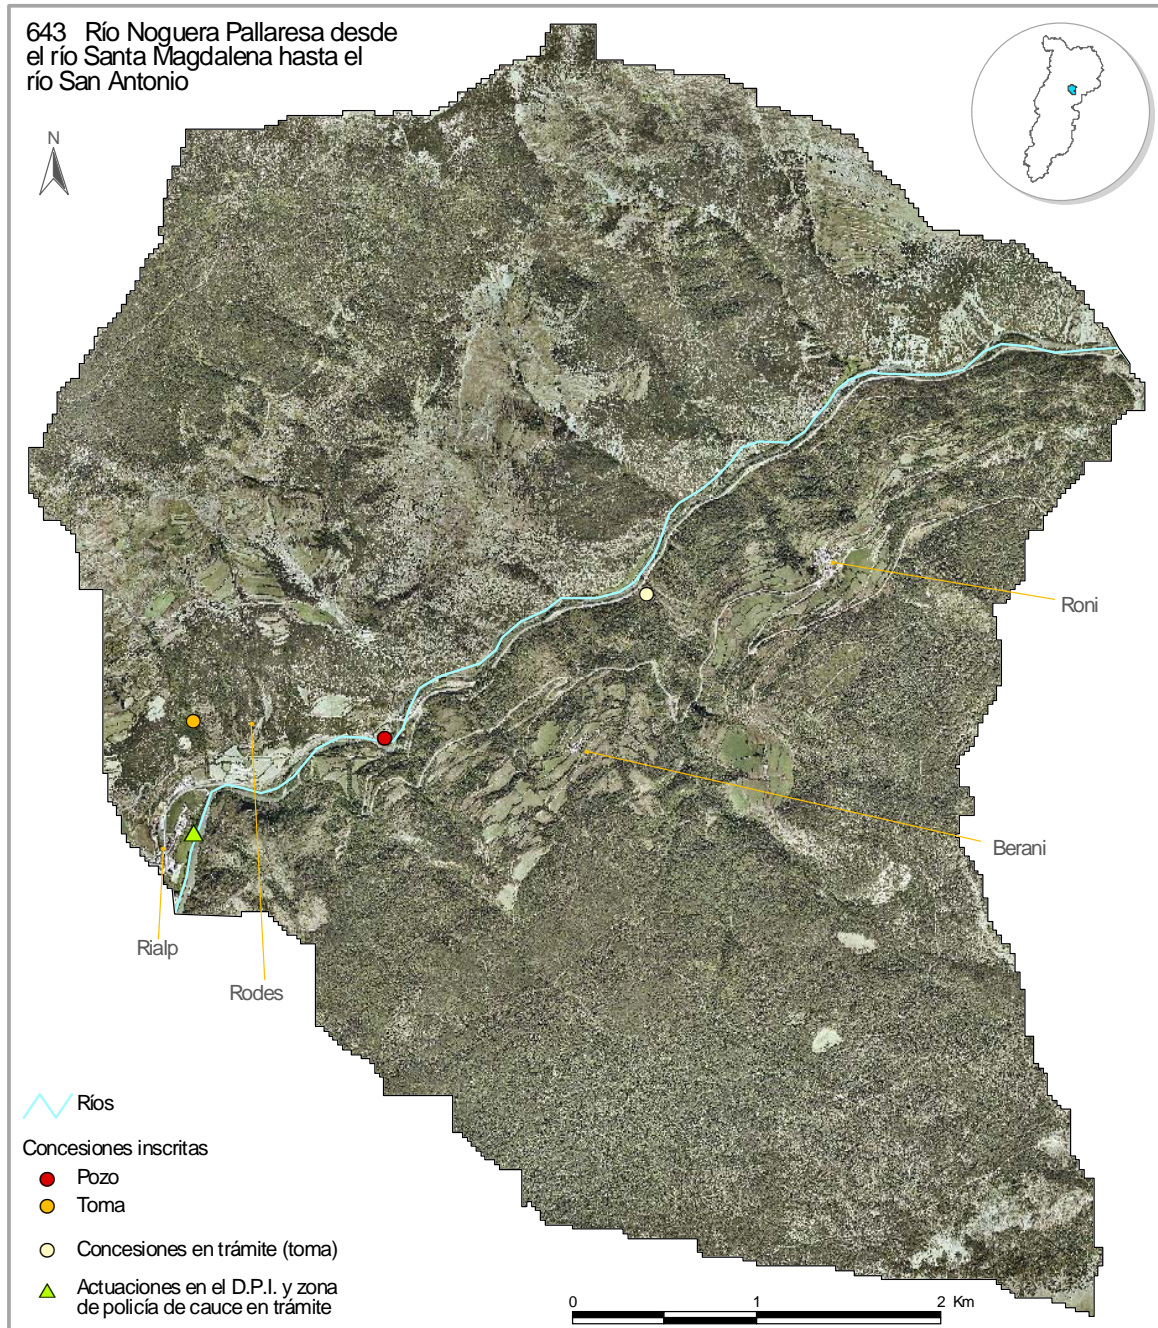 643 Río Noguera Pallaresa desde
el río Santa Magdalena hasta el
río San Antonio
N
Roni
Berani
Rialp
Rodes
Ríos
Concesiones inscritas
Pozo
Toma
Concesiones en trámite (toma)
Actuaciones en el D.P.I. y zona
de policía de cauce en trámite
0 1 2 Km